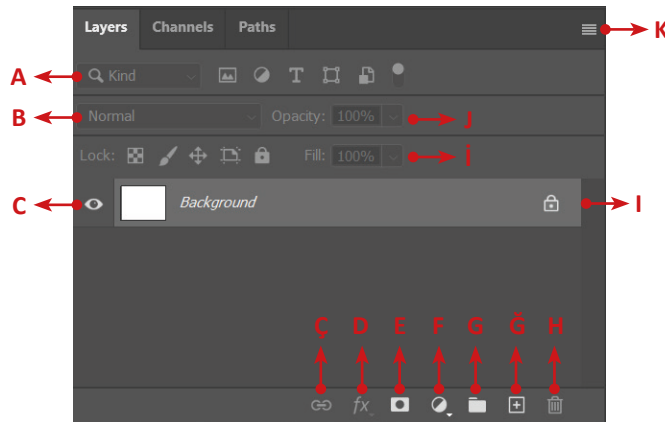 Layers Channels Paths
K
A Kind T
B Normal Opacity: 100% J
Lock: Fill: 100% İ
C Background I
Ç D E F G Ğ H
fx